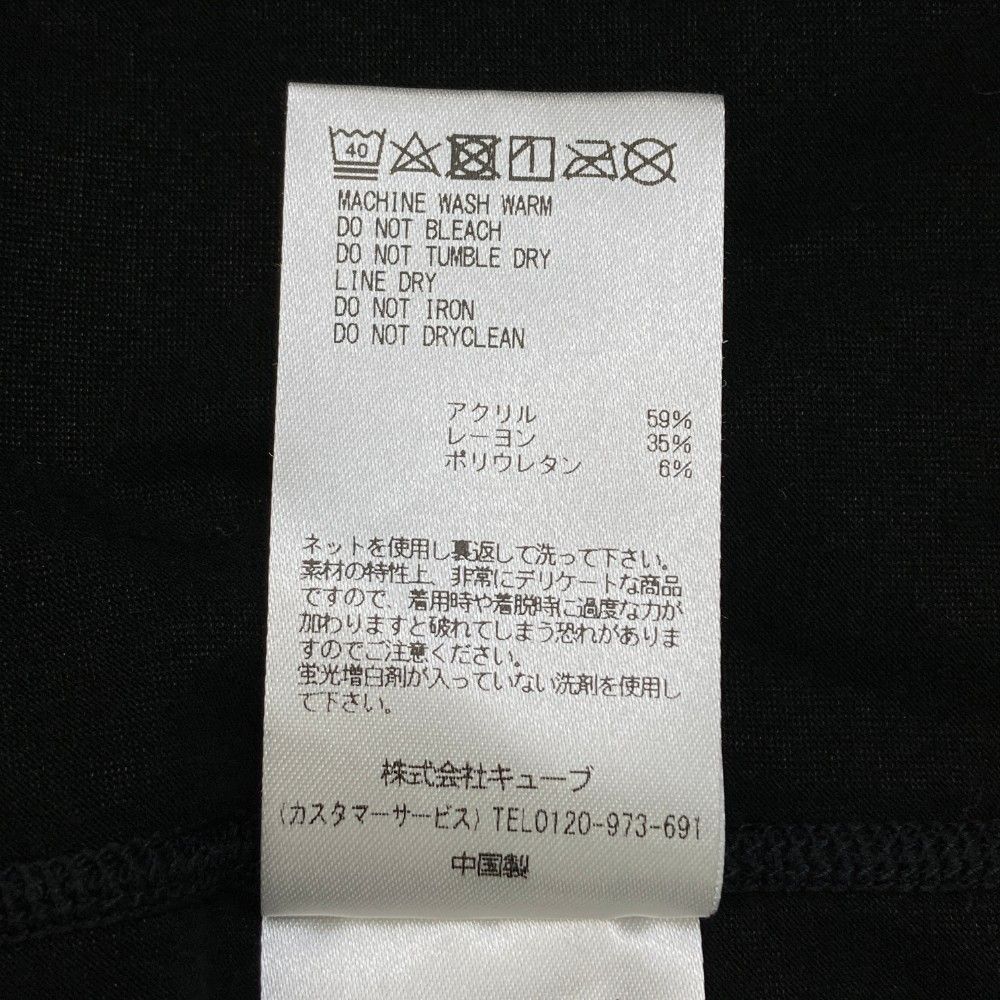 40
MACHINE WASH WARM
DO NOT BLEACH
DO NOT TUMBLE DRY
LINE DRY
DO NOT IRON
DO NOT DRYCLEAN
アクリル 59%
レーヨン 35%
ポリウレタン 6%
ネットを使用し裏返して洗って下さい。
素材の特性上、非常にデリケートな商品
ですので、着用時や着脱時に過度な力が
加わりますと破れてしまう恐れがありま
すのでご注意ください。
蛍光増白剤が入っていない洗剤を使用し
て下さい。
株式会社キューブ
(カスタマーサービス) TEL0120-973-691
中国製